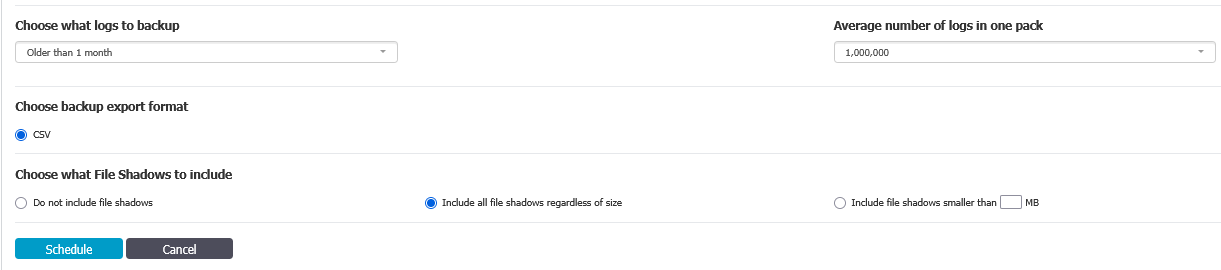 Choose what logs to backup
Average number of logs in one pack
Older than 1 month
1,000,000
Choose backup export format
CSV
Choose what File Shadows to include
Do not include file shadows
Include all file shadows regardless of size
Include file shadows smaller than MB
Schedule
Cancel